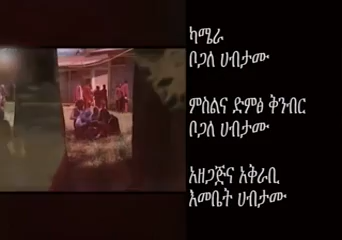 ካሜራ
ቦጋለ ሀብታሙ
ምስልና ድምፅ ቅንብር
ቦጋለ ሀብታሙ
አዘጋጅና አቅራቢ
እመቤት ሀብታሙ